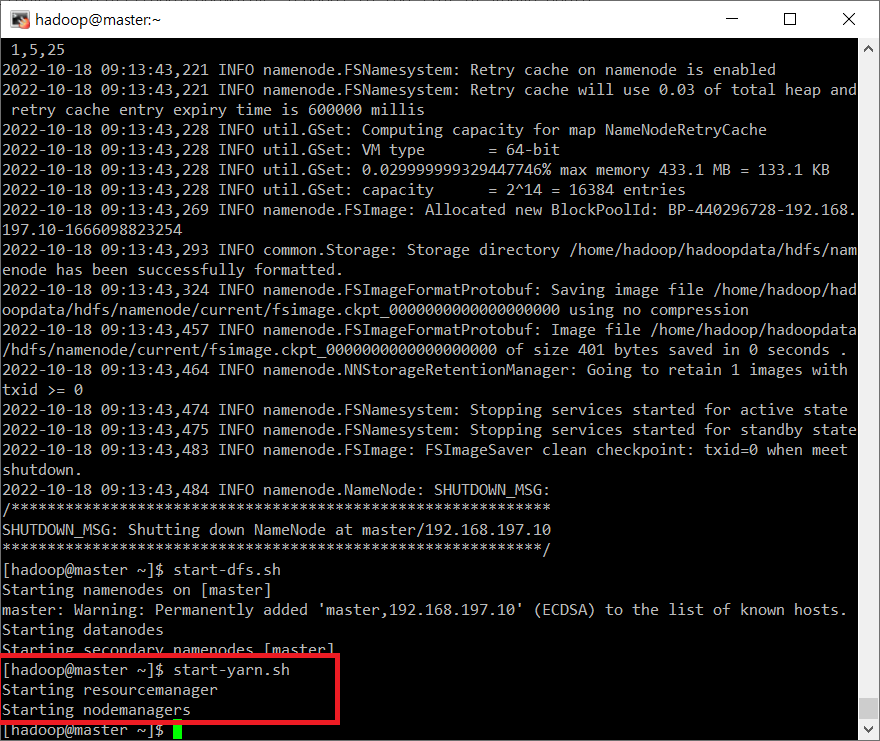 hadoop@master:~
1,5,25
2022-10-18 09:13:43,221 INFO namenode.FSNamesystem: Retry cache on namenode is enabled
2022-10-18 09:13:43,221 INFO namenode.FSNamesystem: Retry cache will use 0.03 of total heap and
 retry cache entry expiry time is 600000 millis
2022-10-18 09:13:43,228 INFO util.GSet: Computing capacity for map NameNodeRetryCache
2022-10-18 09:13:43,228 INFO util.GSet: VM type       = 64-bit
2022-10-18 09:13:43,228 INFO util.GSet: 0.029999999329447746% max memory 433.1 MB = 133.1 KB
2022-10-18 09:13:43,228 INFO util.GSet: capacity      = 2^14 = 16384 entries
2022-10-18 09:13:43,269 INFO namenode.FSImage: Allocated new BlockPoolId: BP-440296728-192.168.
197.10-1666098823254
2022-10-18 09:13:43,293 INFO common.Storage: Storage directory /home/hadoop/hadoopdata/hdfs/nam
enode has been successfully formatted.
2022-10-18 09:13:43,324 INFO namenode.FSImageFormatProtobuf: Saving image file /home/hadoop/had
oopdata/hdfs/namenode/current/fsimage.ckpt_0000000000000000000 using no compression
2022-10-18 09:13:43,457 INFO namenode.FSImageFormatProtobuf: Image file /home/hadoop/hadoopdata
/hdfs/namenode/current/fsimage.ckpt_0000000000000000000 of size 401 bytes saved in 0 seconds .
2022-10-18 09:13:43,464 INFO namenode.NNStorageRetentionManager: Going to retain 1 images with
txid >= 0
2022-10-18 09:13:43,474 INFO namenode.FSNamesystem: Stopping services started for active state
2022-10-18 09:13:43,475 INFO namenode.FSNamesystem: Stopping services started for standby state
2022-10-18 09:13:43,483 INFO namenode.FSImage: FSImageSaver clean checkpoint: txid=0 when meet
shutdown.
2022-10-18 09:13:43,484 INFO namenode.NameNode: SHUTDOWN_MSG:
/************************************************************
SHUTDOWN_MSG: Shutting down NameNode at master/192.168.197.10
************************************************************/
[hadoop@master ~]$ start-dfs.sh
Starting namenodes on [master]
master: Warning: Permanently added 'master,192.168.197.10' (ECDSA) to the list of known hosts.
Starting datanodes
Starting secondary namenodes [master]
[hadoop@master ~]$ start-yarn.sh
Starting resourcemanager
Starting nodemanagers
[hadoop@master ~]$